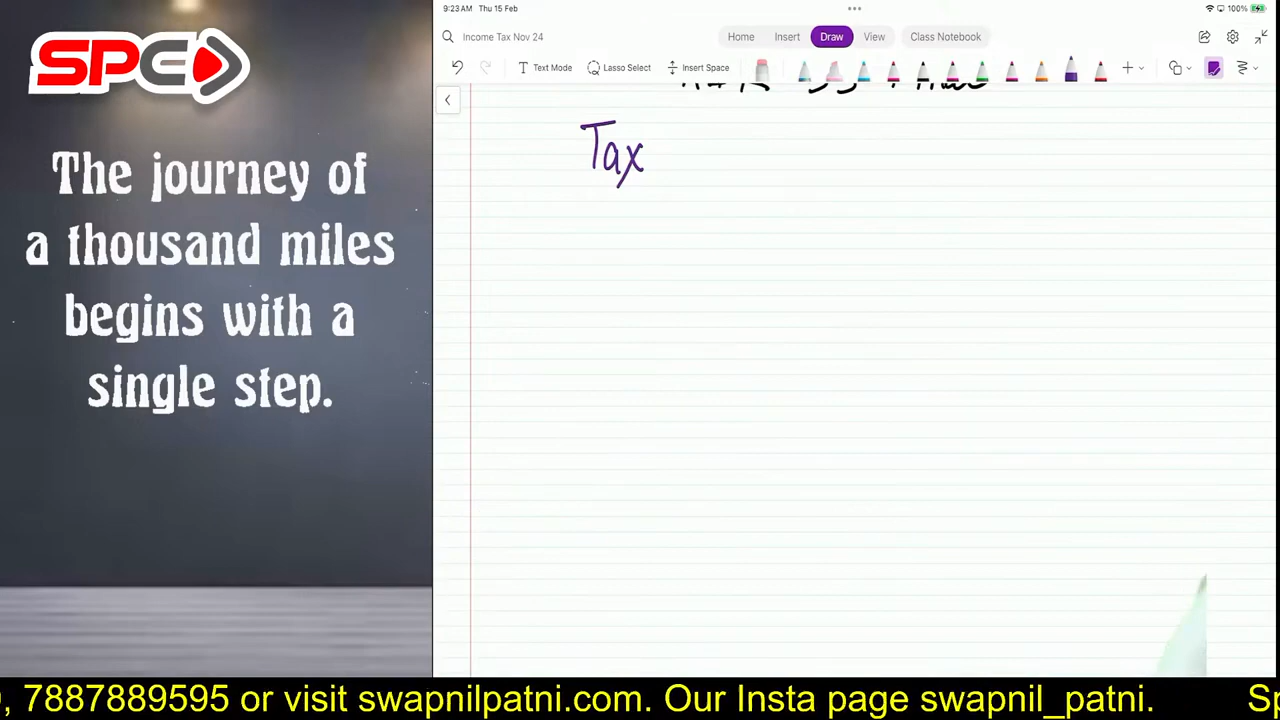 SPE
The journey of
a thousand miles
begins with a
single step.
9:23 AM Thu 15 Feb
100%
Income Tax Nov 24
Home Insert Draw View Class Notebook
Text Mode Lasso Select Insert Space
Tax
, 7887889595 or visit swapnilpatni.com. Our Insta page swapnil_patni. Sp